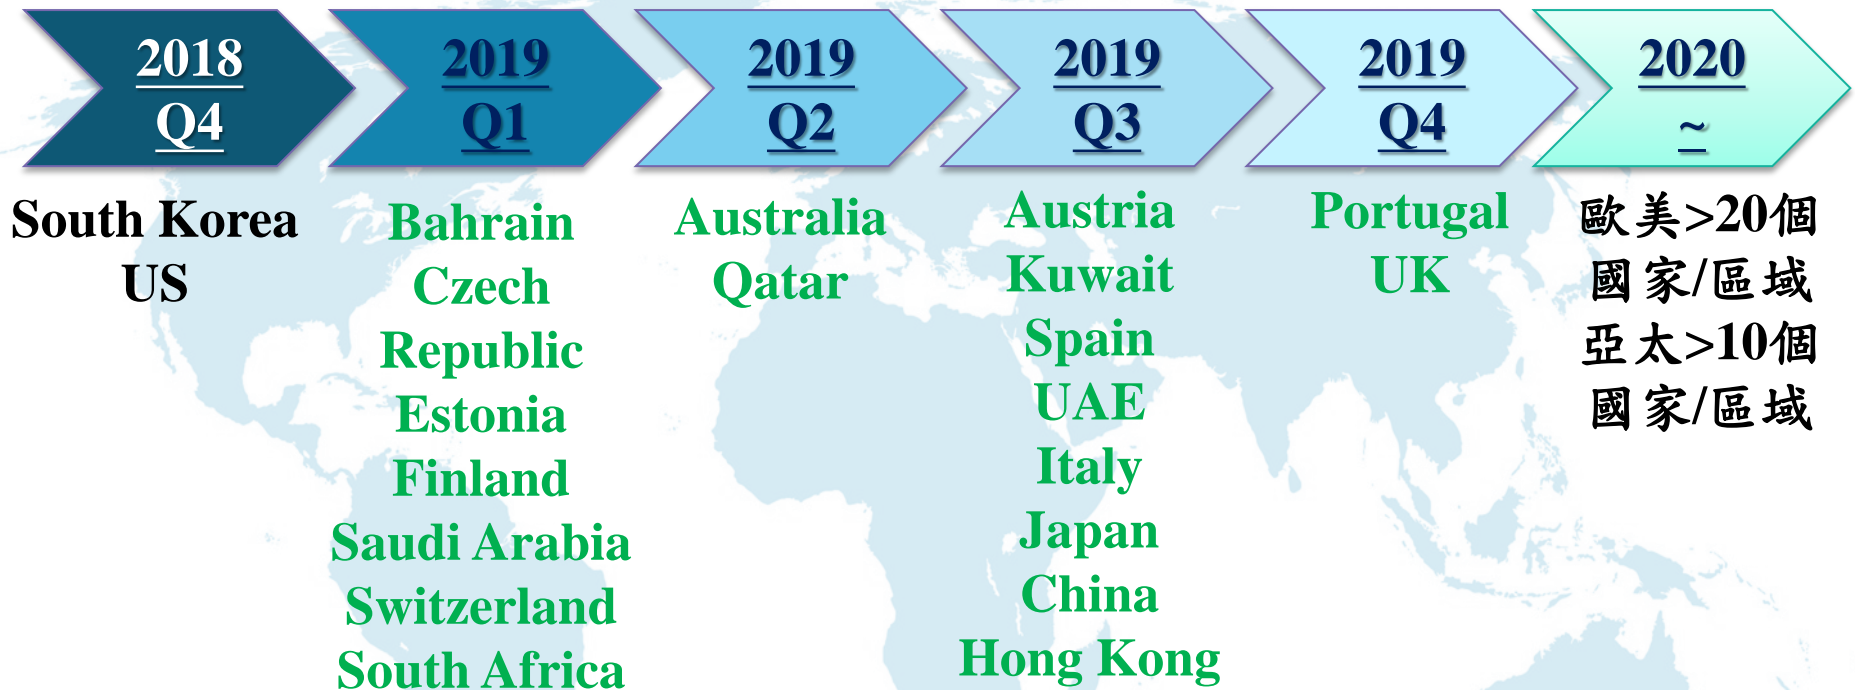 2018
Q4
2019
Q1
2019
Q2
2019
Q3
2019
Q4
2020
~
South Korea
US
Bahrain
Czech
Republic
Estonia
Finland
Saudi Arabia
Switzerland
South Africa
Australia
Qatar
Austria
Kuwait
Spain
UAE
Italy
Japan
China
Hong Kong
Portugal
UK
歐美>20個
國家/區域
亞太>10個
國家/區域